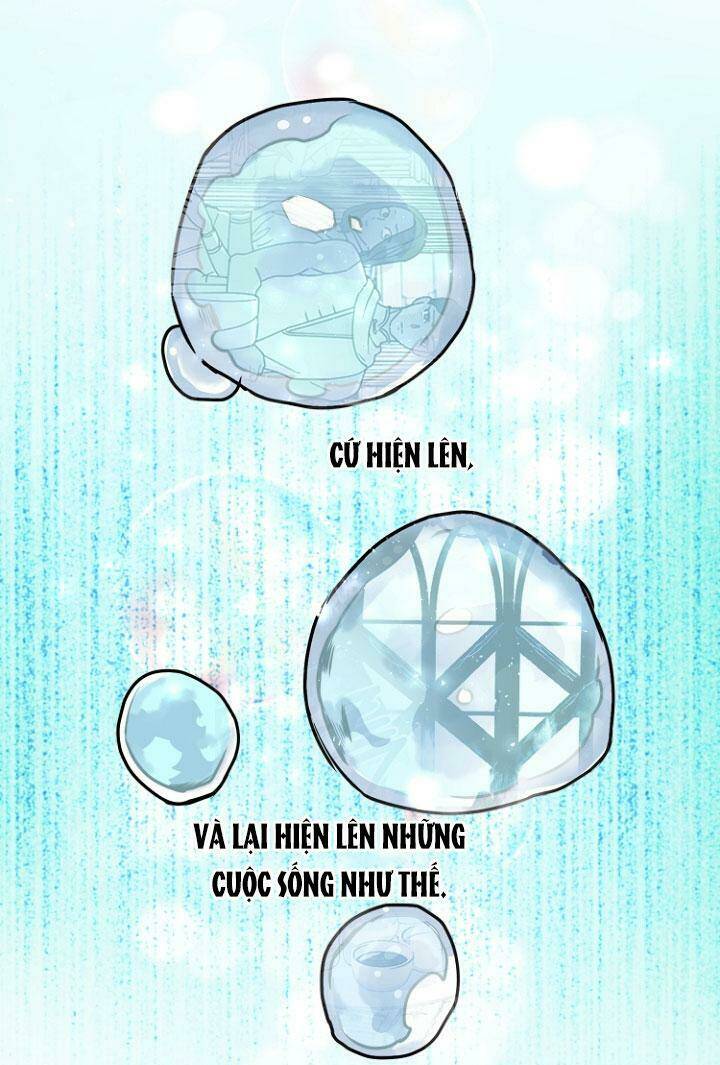 CỨ HIỆN LÊN,
VÀ LẠI HIỆN LÊN NHỮNG
CUỘC SỐNG NHƯ THẾ.